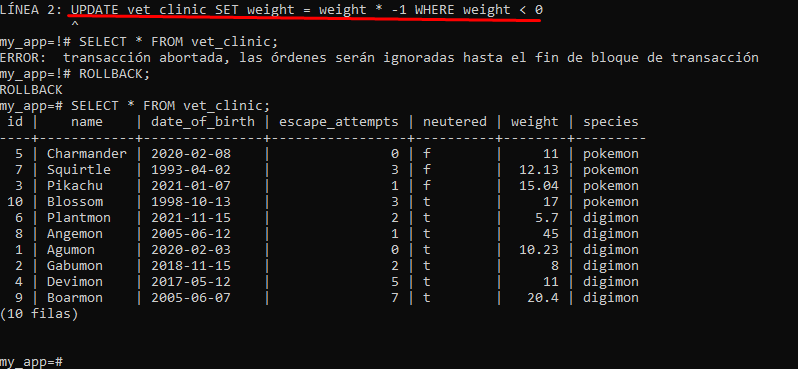 LÍNEA 2: UPDATE vet clinic SET weight = weight * -1 WHERE weight < 0
^
my_app=!# SELECT * FROM vet_clinic;
ERROR:  transacción abortada, las órdenes serán ignoradas hasta el fin de bloque de transacción
my_app=!# ROLLBACK;
ROLLBACK
my_app=# SELECT * FROM vet_clinic;
 id |    name    | date_of_birth | escape_attempts | neutered | weight | species
----+------------+---------------+-----------------+----------+--------+---------
  5 | Charmander | 2020-02-08    |               0 | f        |     11 | pokemon
  7 | Squirtle   | 1993-04-02    |               3 | f        |  12.13 | pokemon
  3 | Pikachu    | 2021-01-07    |               1 | f        |  15.04 | pokemon
 10 | Blossom    | 1998-10-13    |               3 | t        |     17 | pokemon
  6 | Plantmon   | 2021-11-15    |               2 | t        |    5.7 | digimon
  8 | Angemon    | 2005-06-12    |               1 | t        |     45 | digimon
  1 | Agumon     | 2020-02-03    |               0 | t        |  10.23 | digimon
  2 | Gabumon    | 2018-11-15    |               2 | t        |      8 | digimon
  4 | Devimon    | 2017-05-12    |               5 | t        |     11 | digimon
  9 | Boarmon    | 2005-06-07    |               7 | t        |   20.4 | digimon
(10 filas)
my_app=#